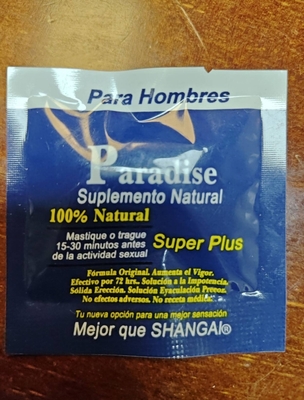 Para Hombres
Paradise
Suplemento Natural
100% Natural
Mastique o trague
15-30 minutos antes
de la actividad sexual
Super Plus
Fórmula Original. Aumenta el Vigor.
Efectivo por 72 hrs.. Solución a la Impotencia.
Sólida Erección. Solución Eyaculación Precoz.
No efectos adversos. No receta médica.
Tu nueva opción para una mejor sensación
Mejor que SHANGAI®